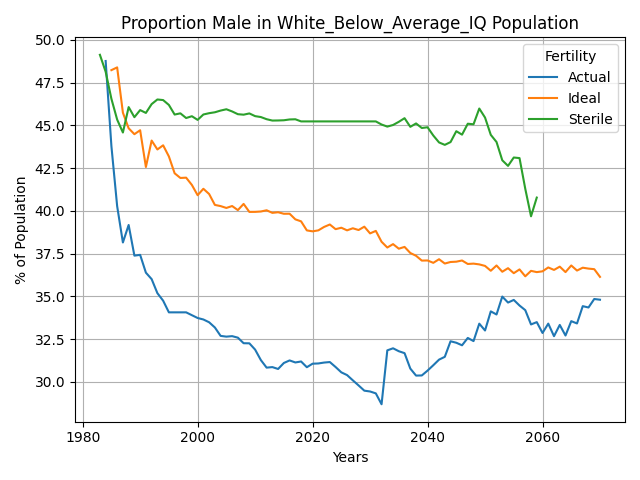 Proportion Male in White_Below_Average_IQ Population
50.0
47.5
45.0
42.5
40.0
37.5
35.0
32.5
30.0
% of Population
Fertility
Actual
Ideal
Sterile
1980
2000
2020
2040
2060
Years